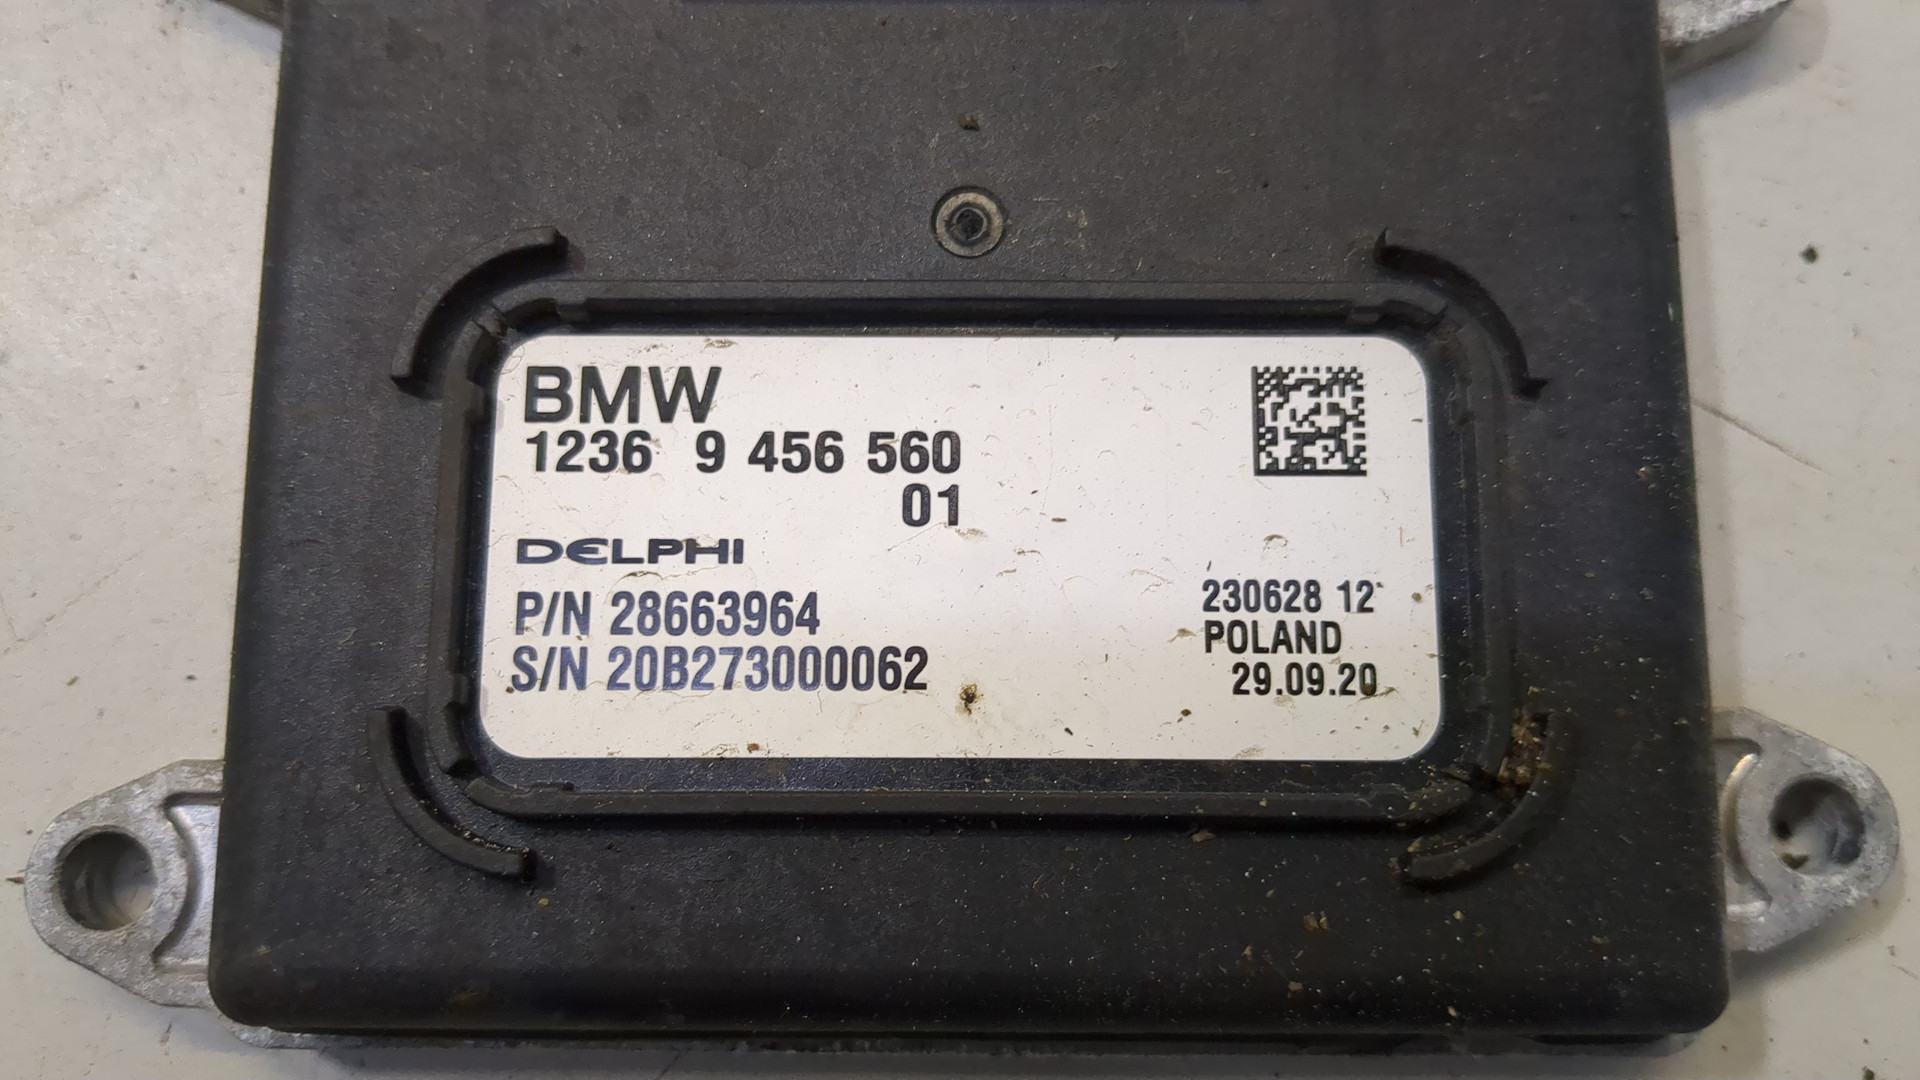 BMW
1236 9 456 560
01
DELPHI
P/N 28663964
S/N 20B273000062
230628 12
POLAND
29.09.20